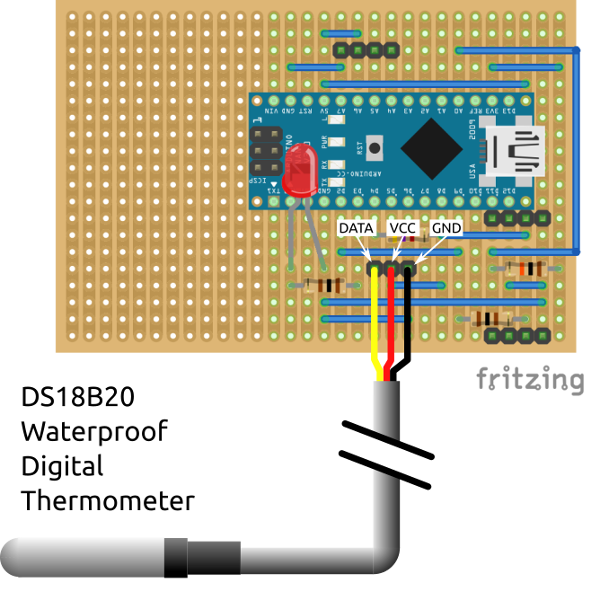 VIN GND RST 5V A7 A6 A5 A4 A3 A2 A1 A0 REF 3V3 D13
L
PWR
RX
TX
RST
2009
USA
ARDUINO.CC
ICSP
TX1 GND D2 D3 D4 D5 D6 D7 D8 D9 D10 D11 D12
DATA VCC GND
fritzing
DS18B20
Waterproof
Digital
Thermometer